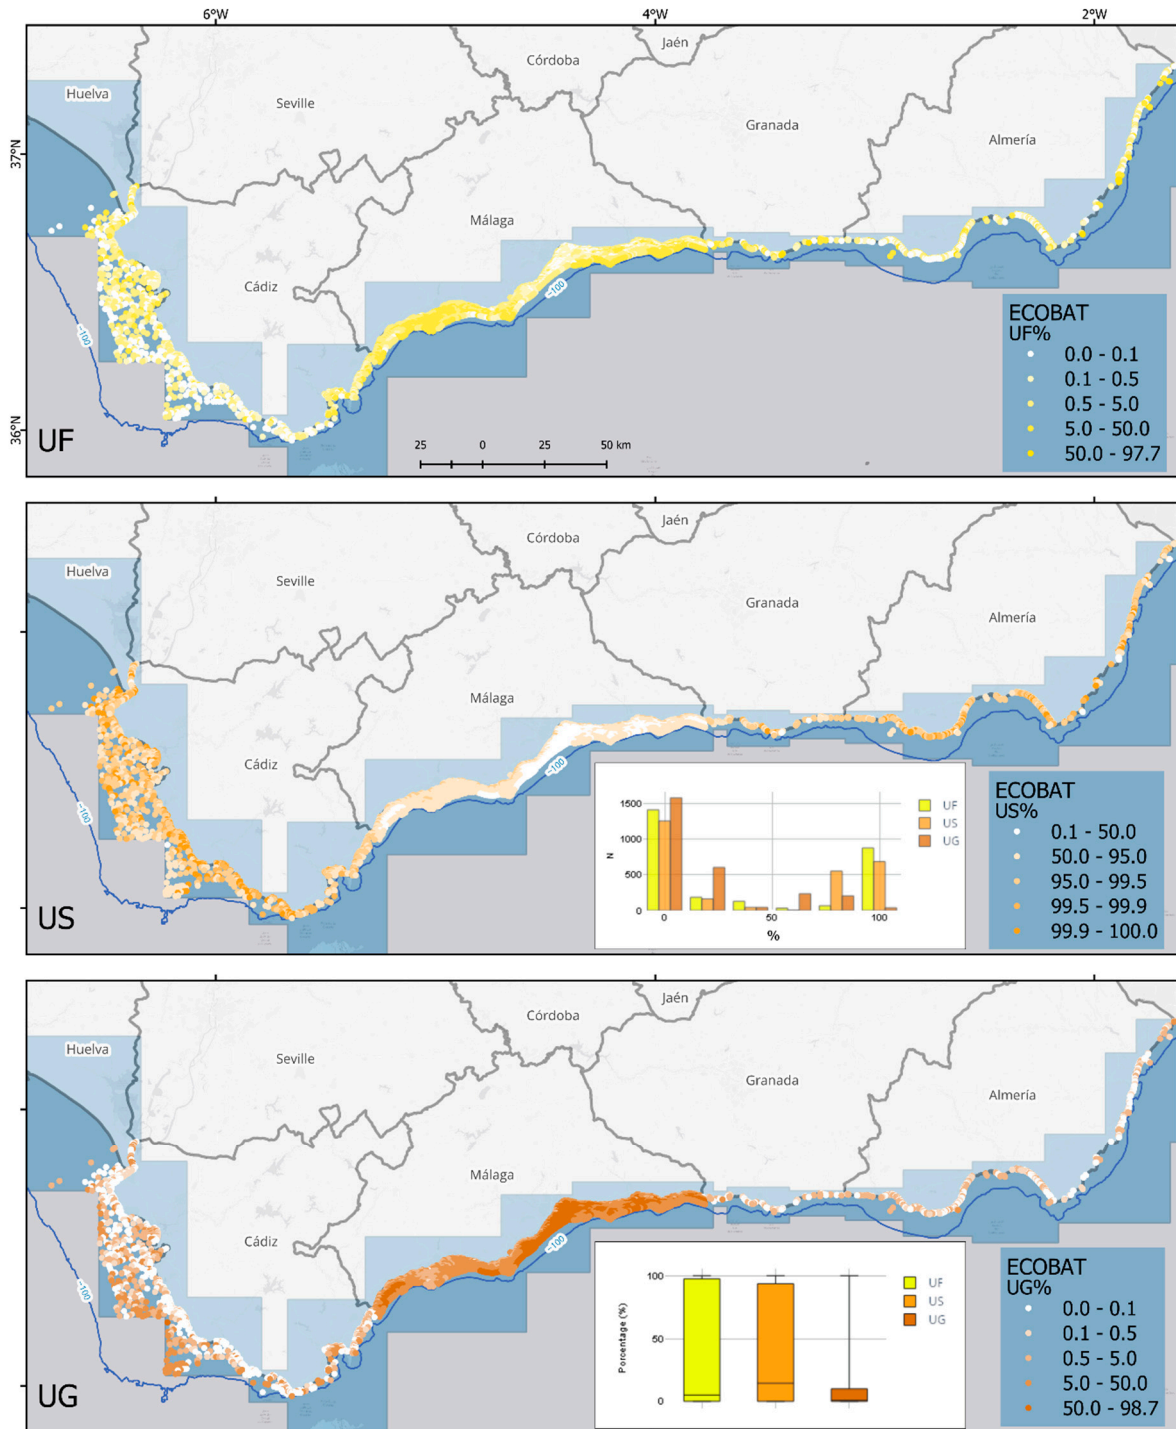 6°W 4°W 2°W
Jaén
Córdoba
Huelva
Seville
Granada
Almería
37°N
Málaga
Cádiz
-100
-100
ECOBAT
UF%
0.0 - 0.1
0.1 - 0.5
0.5 - 5.0
5.0 - 50.0
50.0 - 97.7
36°N
UF
25 0 25 50 km
Jaén
Córdoba
Huelva
Seville
Granada
Almería
Málaga
Cádiz
-100
-100
1500
1000
500
0
N
0 50 100
%
UF
US
UG
ECOBAT
US%
0.1 - 50.0
50.0 - 95.0
95.0 - 99.5
99.5 - 99.9
99.9 - 100.0
US
Jaén
Córdoba
Huelva
Seville
Granada
Almería
Málaga
Cádiz
-100
-100
100
50
0
Porcentage (%)
UF
US
UG
ECOBAT
UG%
0.0 - 0.1
0.1 - 0.5
0.5 - 5.0
5.0 - 50.0
50.0 - 98.7
UG